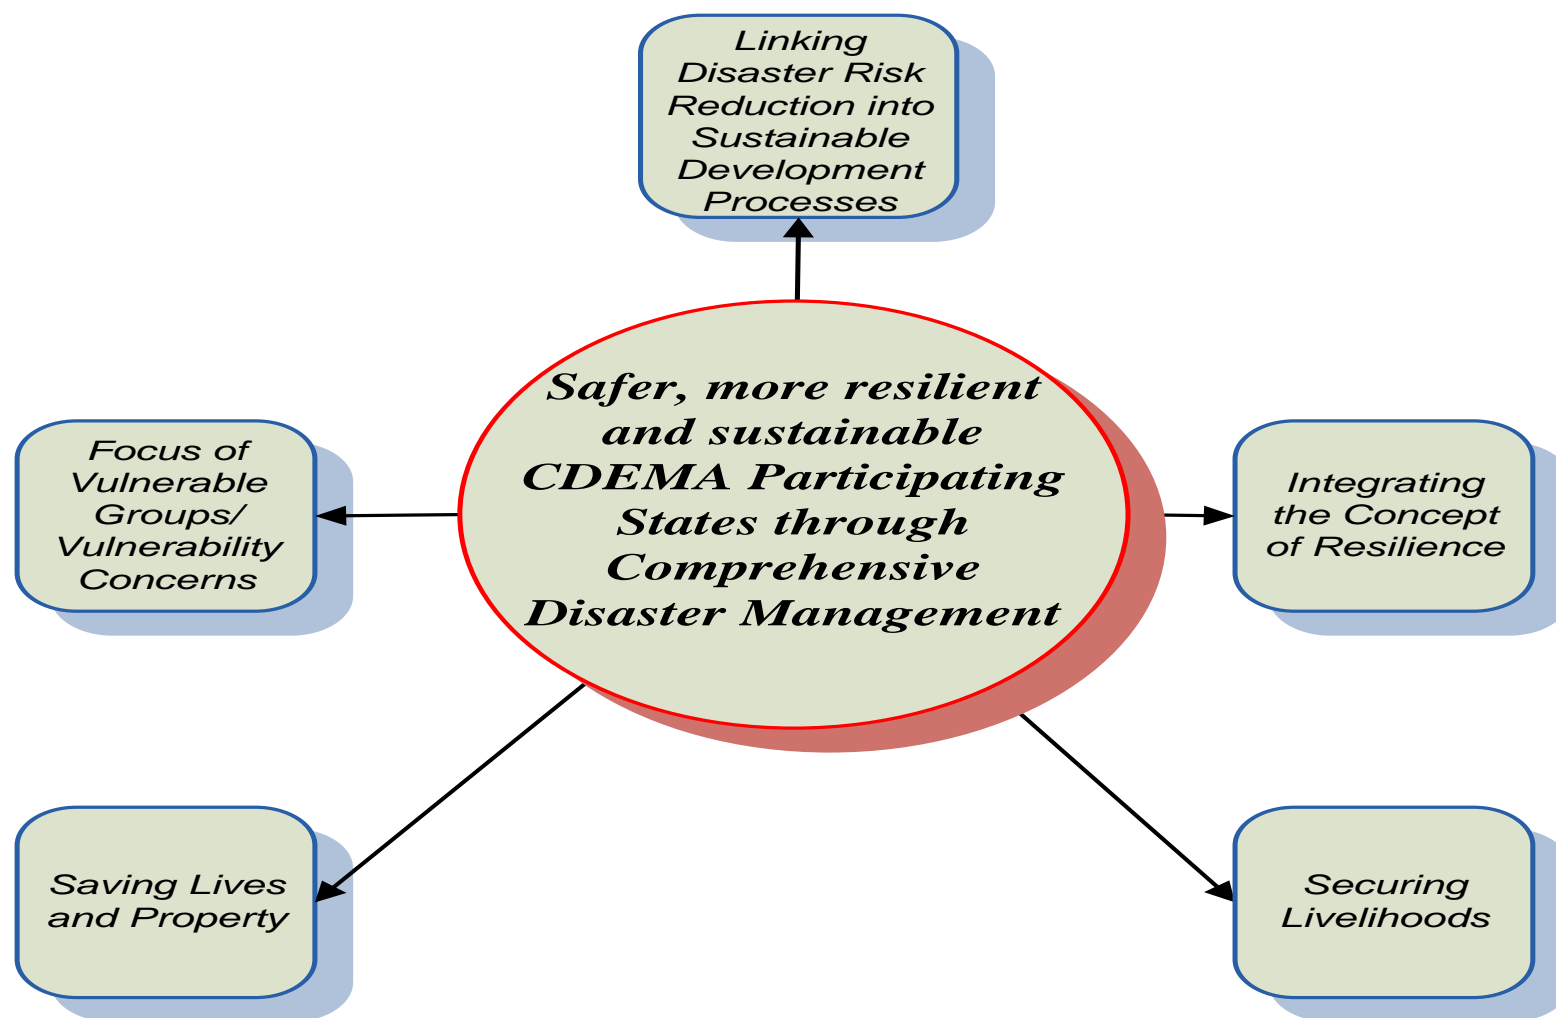 Linking
Disaster Risk
Reduction into
Sustainable
Development
Processes
Safer, more resilient
and sustainable
CDEMA Participating
States through
Comprehensive
Disaster Management
Focus of
Vulnerable
Groups/
Vulnerability
Concerns
Integrating
the Concept
of Resilience
Saving Lives
and Property
Securing
Livelihoods